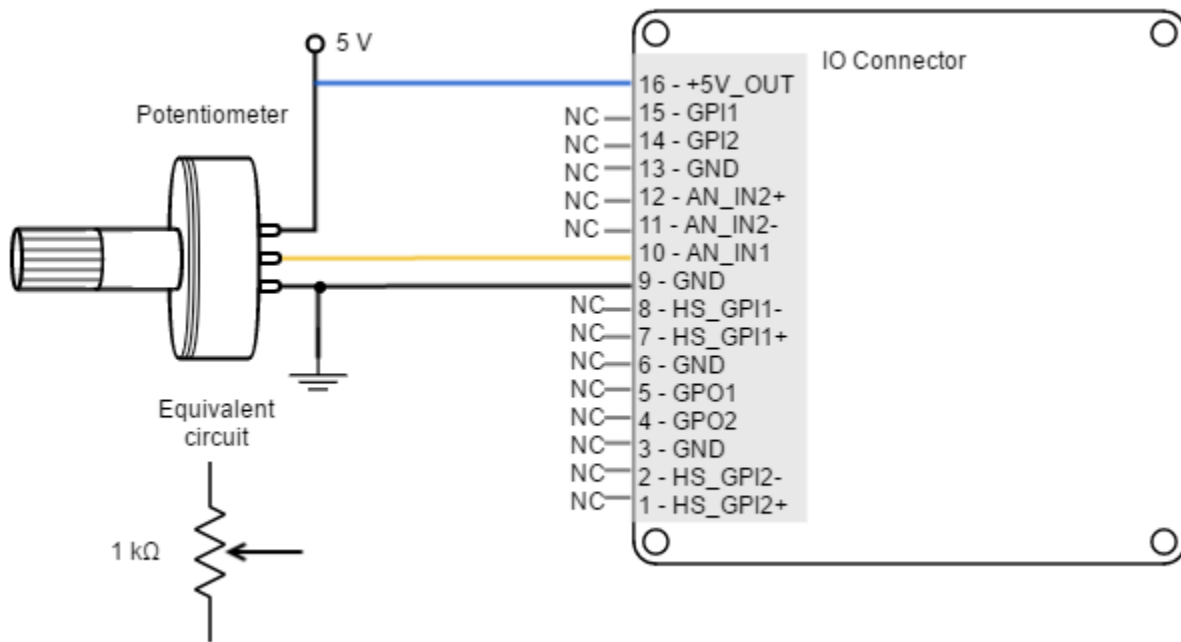 5 V
IO Connector
Potentiometer
16 - +5V_OUT
NC 15 - GPI1
NC 14 - GPI2
NC 13 - GND
NC 12 - AN_IN2+
NC 11 - AN_IN2-
10 - AN_IN1
9 - GND
NC 8 - HS_GPI1-
NC 7 - HS_GPI1+
NC 6 - GND
NC 5 - GPO1
NC 4 - GPO2
NC 3 - GND
NC 2 - HS_GPI2-
NC 1 - HS_GPI2+
Equivalent
circuit
1 kΩ